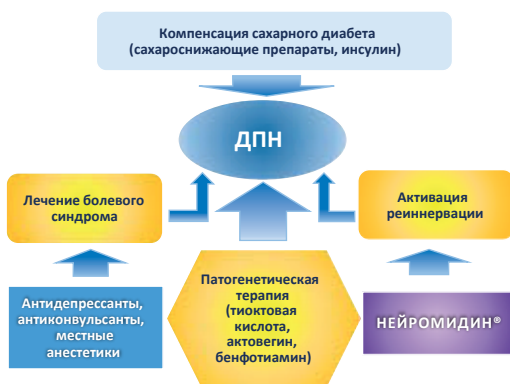 Компенсация сахарного диабета
(сахароснижающие препараты, инсулин)
ДПН
Лечение болевого
синдрома
Активация
реиннервации
Патогенетическая
терапия
(тиоктовая
кислота,
актовегин,
бенфотиамин)
Антидепрессанты,
антиконвульсанты,
местные
анестетики
НЕЙРОМИДИН®